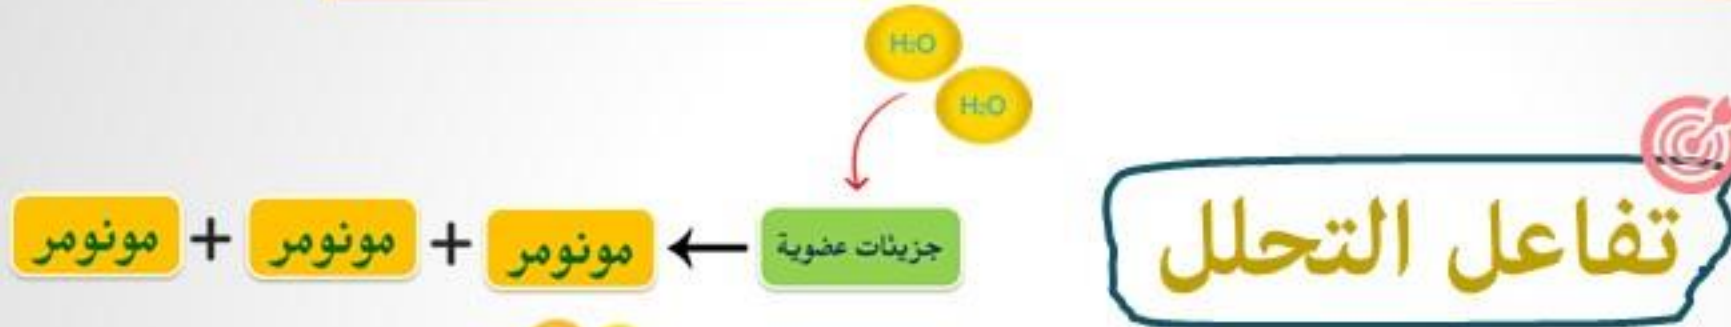 H₂O
H₂O
تفاعل التحلل
جزيئات عضوية ← مونومر + مونومر + مونومر